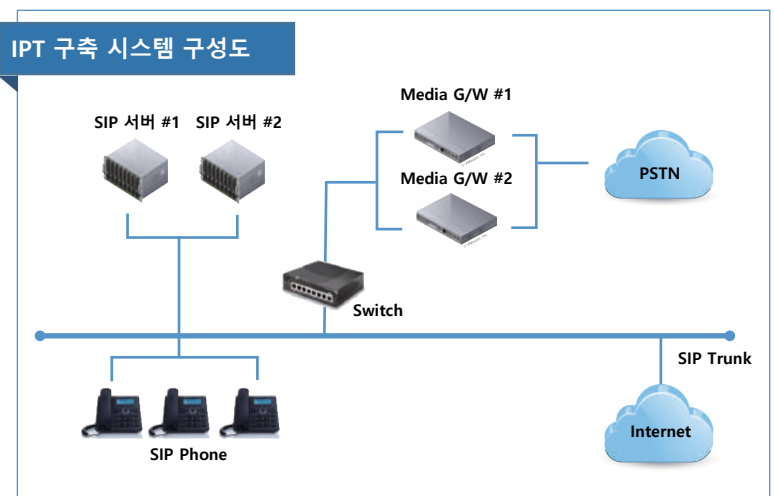 IPT 구축 시스템 구성도
Media G/W #1
SIP 서버 #1 SIP 서버 #2
Media G/W #2
PSTN
Switch
SIP Trunk
Internet
SIP Phone